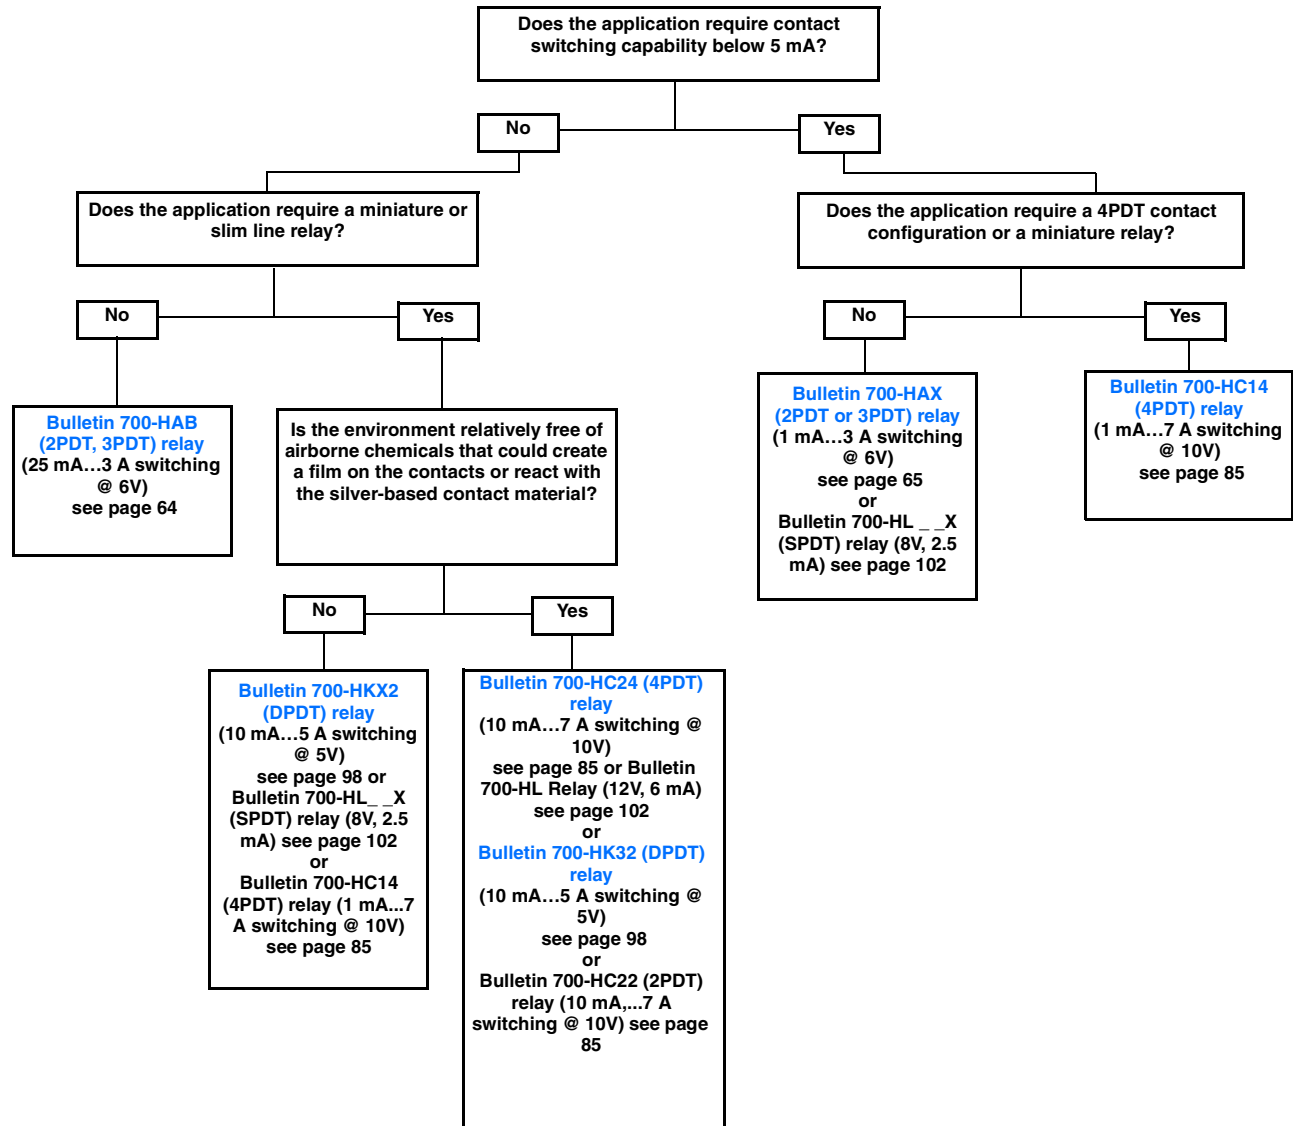 Does the application require contact
switching capability below 5 mA?
No
Yes
Does the application require a miniature or
slim line relay?
Does the application require a 4PDT contact
configuration or a miniature relay?
No
Yes
No
Yes
Bulletin 700-HAB
(2PDT, 3PDT) relay
(25 mA…3 A switching
@ 6V)
see page 64
Is the environment relatively free of
airborne chemicals that could create
a film on the contacts or react with
the silver-based contact material?
Bulletin 700-HAX
(2PDT or 3PDT) relay
(1 mA…3 A switching
@ 6V)
see page 65
or
Bulletin 700-HL _ _X
(SPDT) relay (8V, 2.5
mA) see page 102
Bulletin 700-HC14
(4PDT) relay
(1 mA…7 A switching
@ 10V)
see page 85
No
Yes
Bulletin 700-HKX2
(DPDT) relay
(10 mA…5 A switching
@ 5V)
see page 98 or
Bulletin 700-HL_ _X
(SPDT) relay (8V, 2.5
mA) see page 102
or
Bulletin 700-HC14
(4PDT) relay (1 mA...7
A switching @ 10V)
see page 85
Bulletin 700-HC24 (4PDT)
relay
(10 mA…7 A switching @
10V)
see page 85 or Bulletin
700-HL Relay (12V, 6 mA)
see page 102
or
Bulletin 700-HK32 (DPDT)
relay
(10 mA…5 A switching @
5V)
see page 98
or
Bulletin 700-HC22 (2PDT)
relay (10 mA,...7 A
switching @ 10V) see page
85